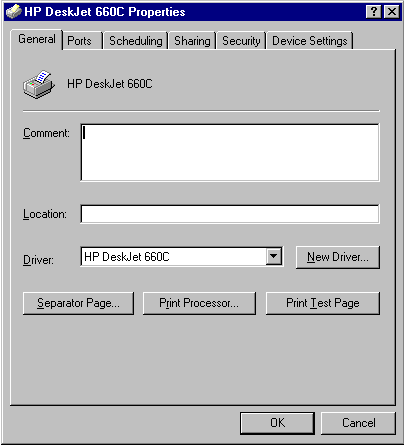 HP DeskJet 660C Properties
General Ports Scheduling Sharing Security Device Settings
HP DeskJet 660C
Comment:
Location:
Driver: HP DeskJet 660C New Driver...
Separator Page... Print Processor... Print Test Page
OK Cancel